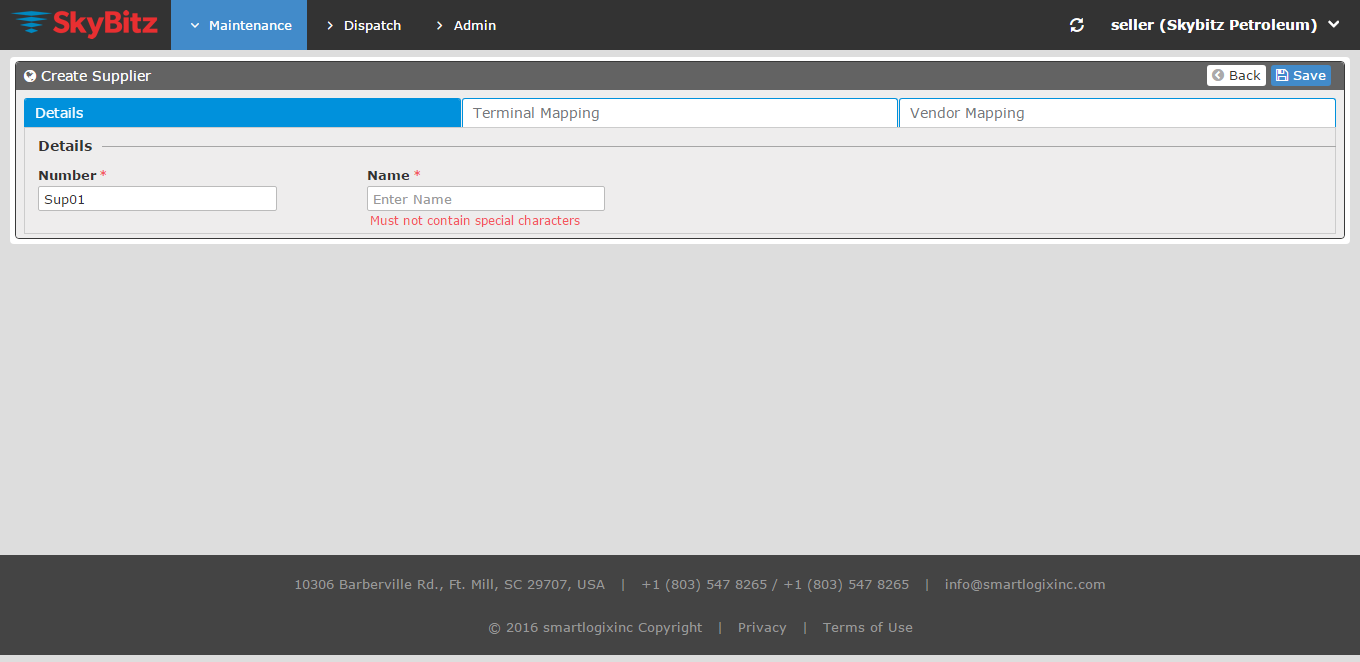 SkyBitz Maintenance Dispatch Admin seller (Skybitz Petroleum)
Create Supplier Back Save
Details Terminal Mapping Vendor Mapping
Details
Number * Name *
Sup01 Enter Name
Must not contain special characters
10306 Barberville Rd., Ft. Mill, SC 29707, USA | +1 (803) 547 8265 / +1 (803) 547 8265 | info@smartlogixinc.com
© 2016 smartlogixinc Copyright | Privacy | Terms of Use